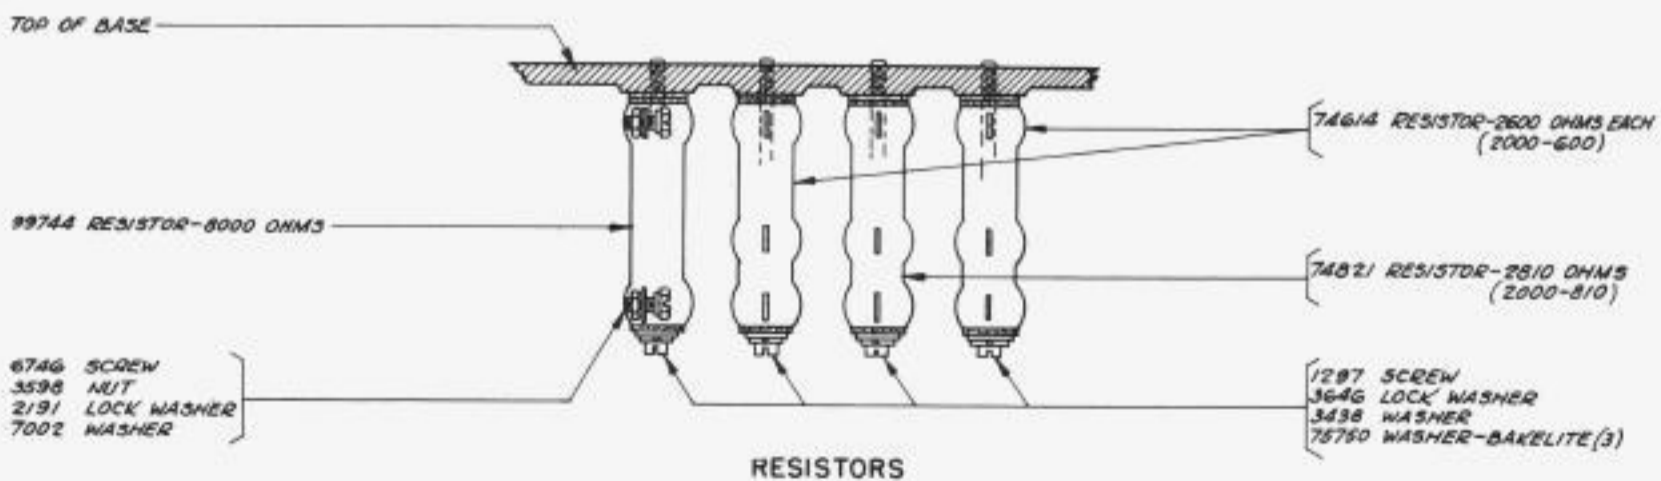 TOP OF BASE
74614 RESISTOR-2600 OHMS EACH
(2000-600)
99744 RESISTOR-8000 OHMS
74821 RESISTOR-2810 OHMS
(2000-810)
6746 SCREW
3598 NUT
2191 LOCK WASHER
7002 WASHER
1297 SCREW
3646 LOCK WASHER
3438 WASHER
75750 WASHER-BAKELITE (3)
RESISTORS